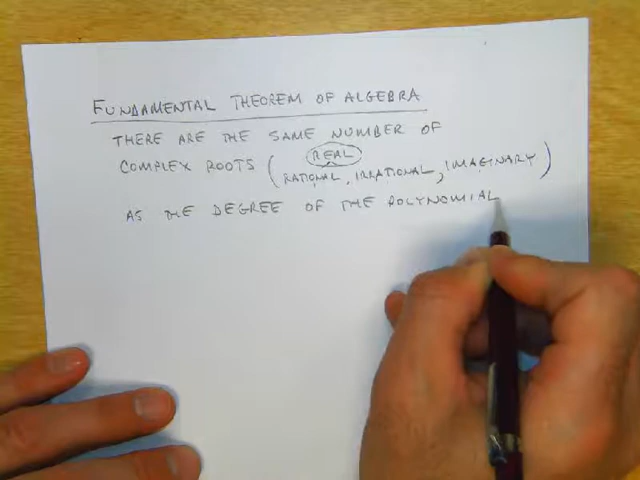 FUNDAMENTAL THEOREM OF ALGEBRA
THERE ARE THE SAME NUMBER OF
REAL
COMPLEX ROOTS (RATIONAL, IRRATIONAL, IMAGINARY)
AS THE DEGREE OF THE POLYNOMIAL